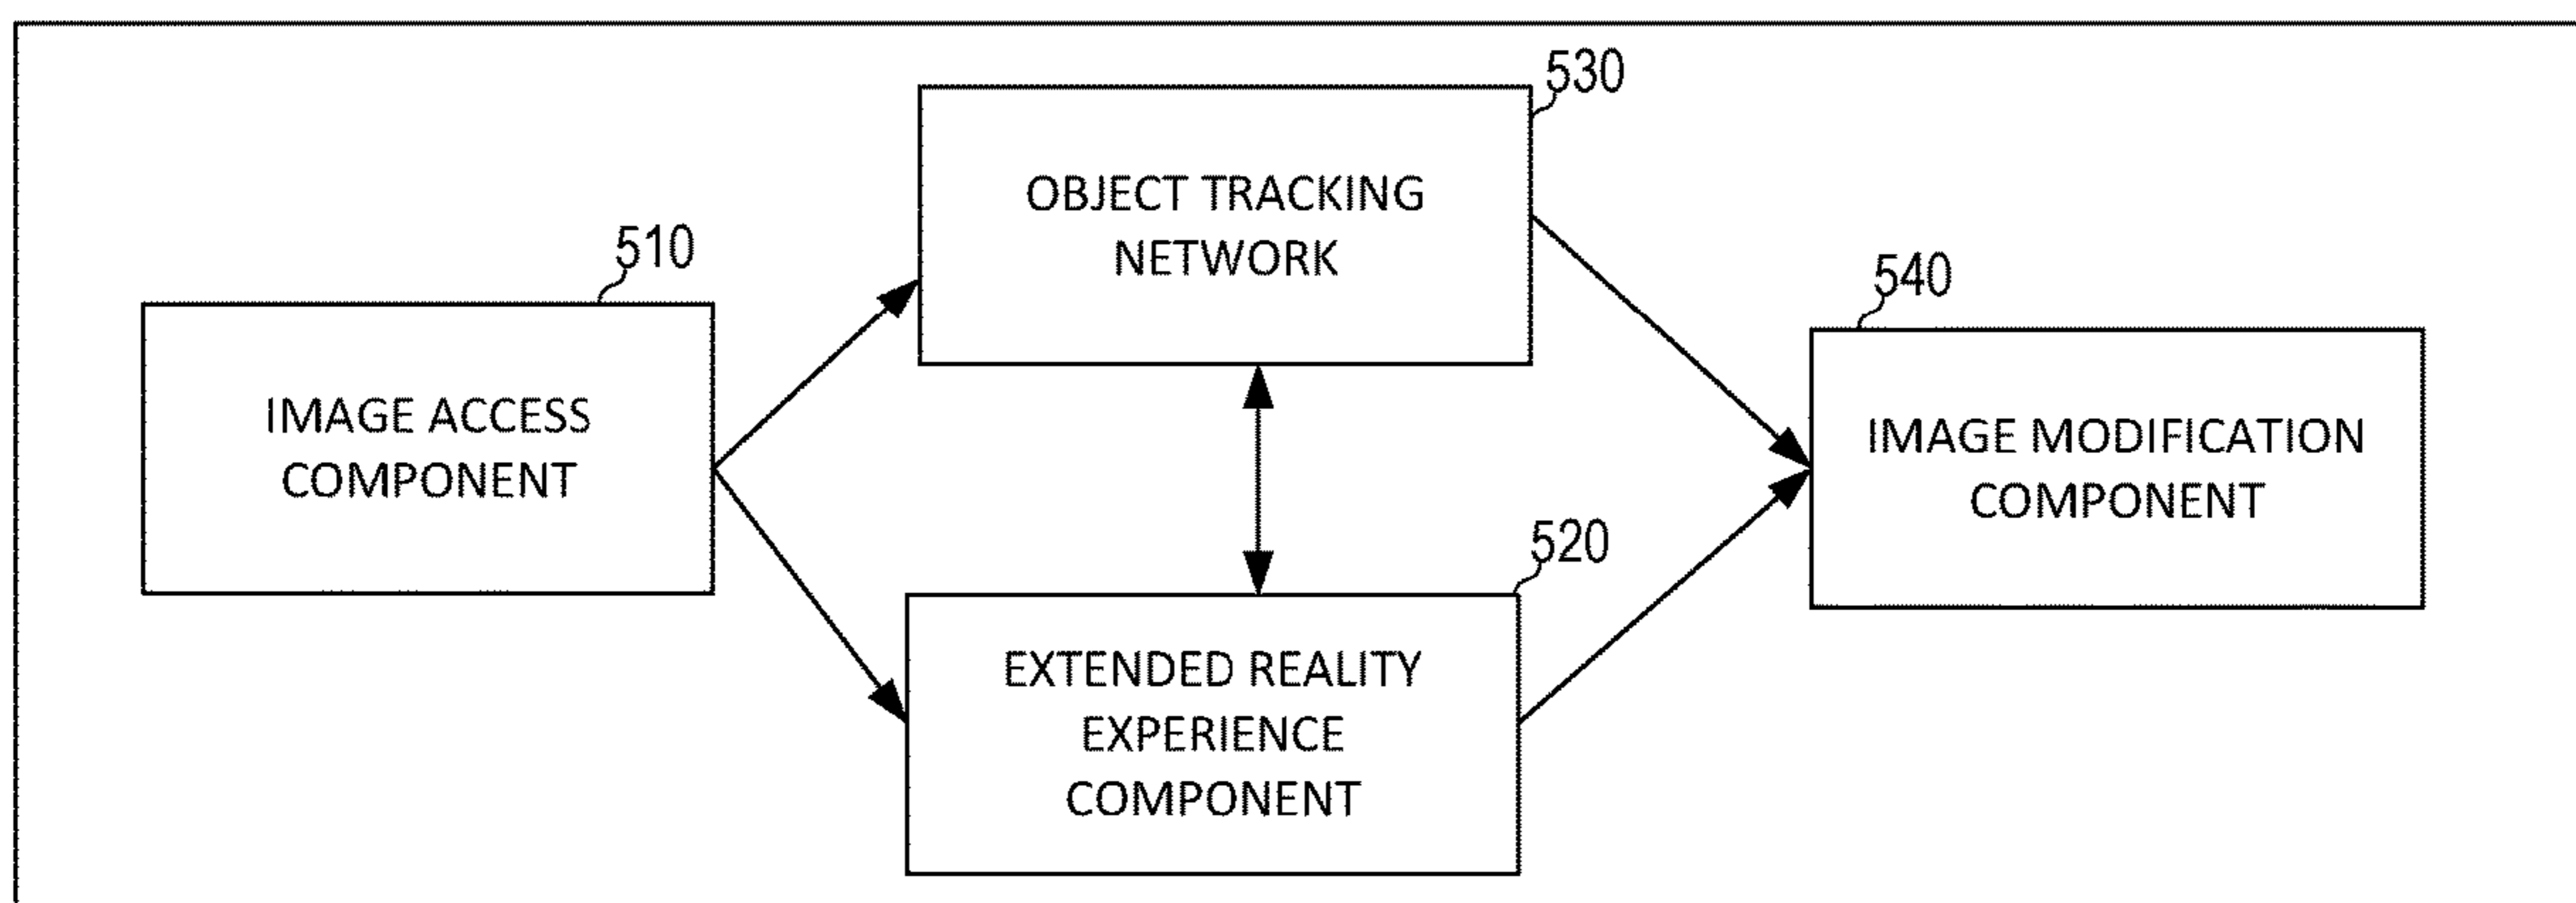 510
IMAGE ACCESS
COMPONENT
530
OBJECT TRACKING
NETWORK
520
EXTENDED REALITY
EXPERIENCE
COMPONENT
540
IMAGE MODIFICATION
COMPONENT